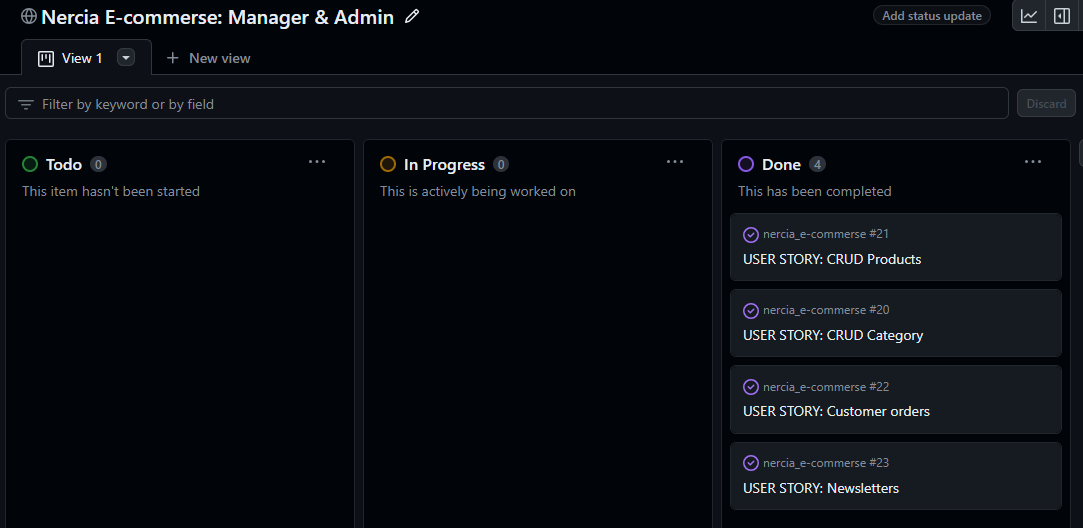 Nercia E-commerse: Manager & Admin
Add status update
View 1
New view
Filter by keyword or by field
Discard
Todo 0
This item hasn't been started
In Progress 0
This is actively being worked on
Done 4
This has been completed
nercia_e-commerse #21
USER STORY: CRUD Products
nercia_e-commerse #20
USER STORY: CRUD Category
nercia_e-commerse #22
USER STORY: Customer orders
nercia_e-commerse #23
USER STORY: Newsletters